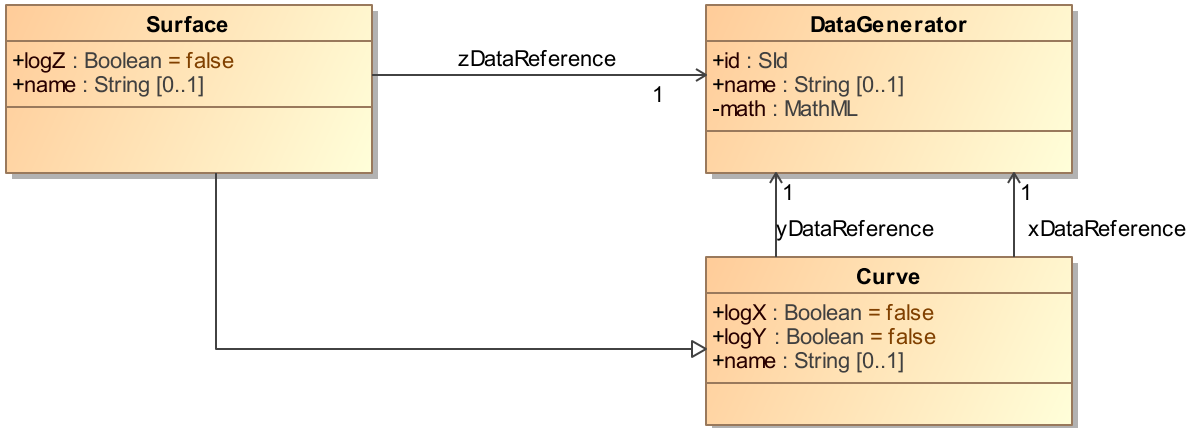 Surface
+logZ : Boolean = false
+name : String [0..1]
zDataReference
1
DataGenerator
+id : SId
+name : String [0..1]
-math : MathML
1
yDataReference
1
xDataReference
Curve
+logX : Boolean = false
+logY : Boolean = false
+name : String [0..1]